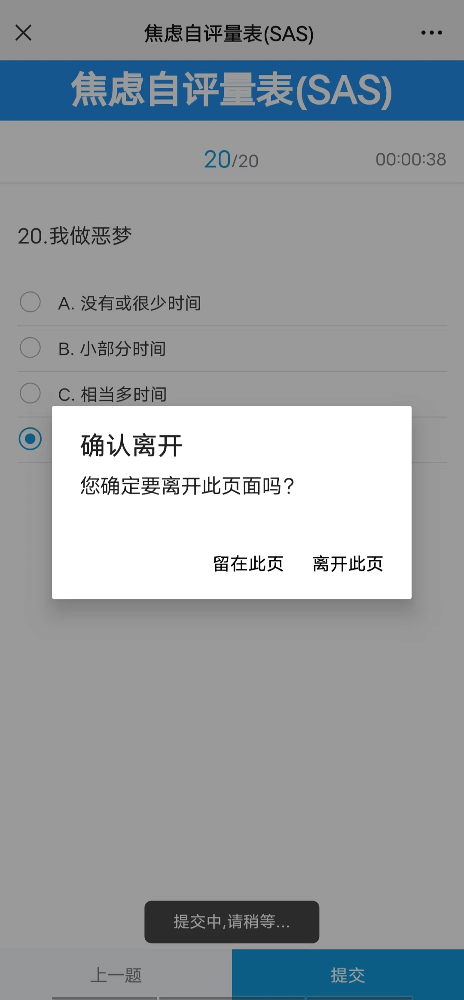 焦虑自评量表(SAS)
焦虑自评量表(SAS)
20/20 00:00:38
20.我做恶梦
A. 没有或很少时间
B. 小部分时间
C. 相当多时间
确认离开
您确定要离开此页面吗?
留在此页 离开此页
提交中,请稍等...
上一题 提交